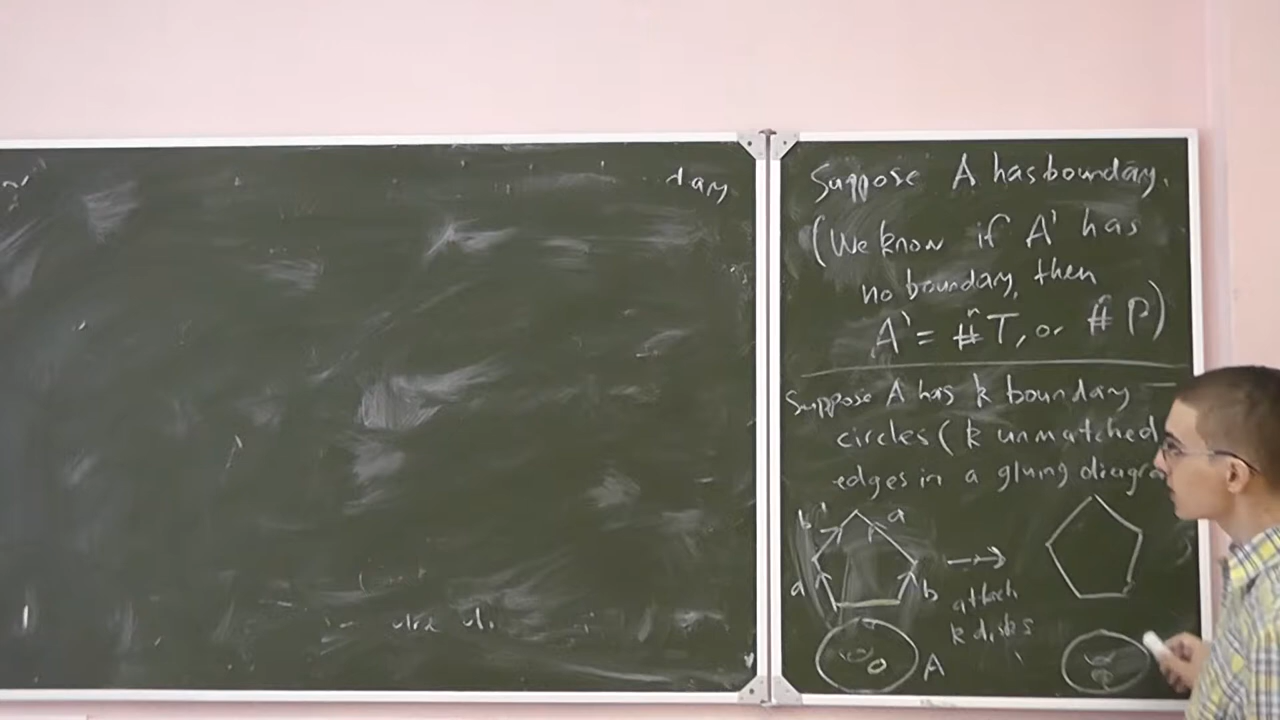 dary
Suppose A has boundary.
(We know if A' has
no boundary, then
A' = #ⁿ T, or #ⁿ P)
Suppose A has k boundary
circles (k unmatched
edges in a gluing diagra
b a
a b
attach
k disks
A